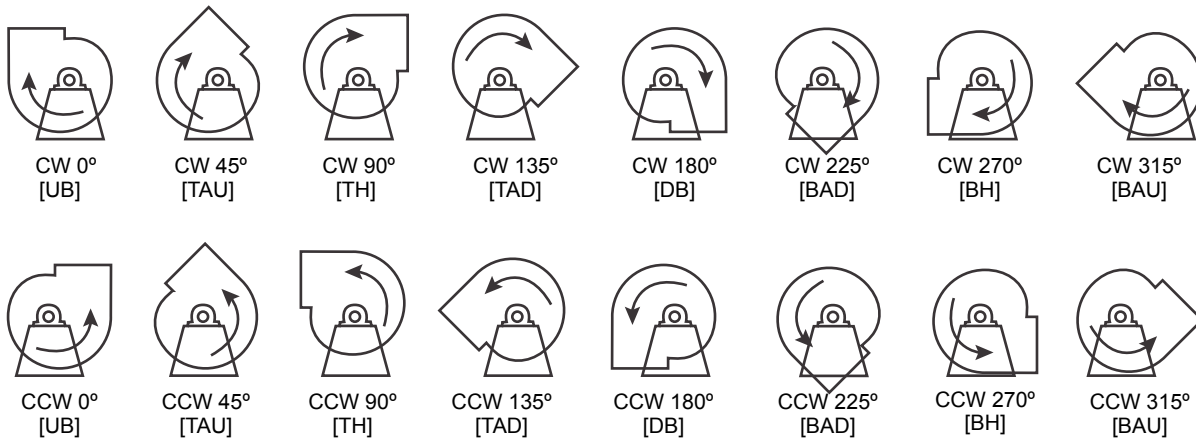 CW 0º
[UB]
CW 45º
[TAU]
CW 90º
[TH]
CW 135º
[TAD]
CW 180º
[DB]
CW 225º
[BAD]
CW 270º
[BH]
CW 315º
[BAU]
CCW 0º
[UB]
CCW 45º
[TAU]
CCW 90º
[TH]
CCW 135º
[TAD]
CCW 180º
[DB]
CCW 225º
[BAD]
CCW 270º
[BH]
CCW 315º
[BAU]